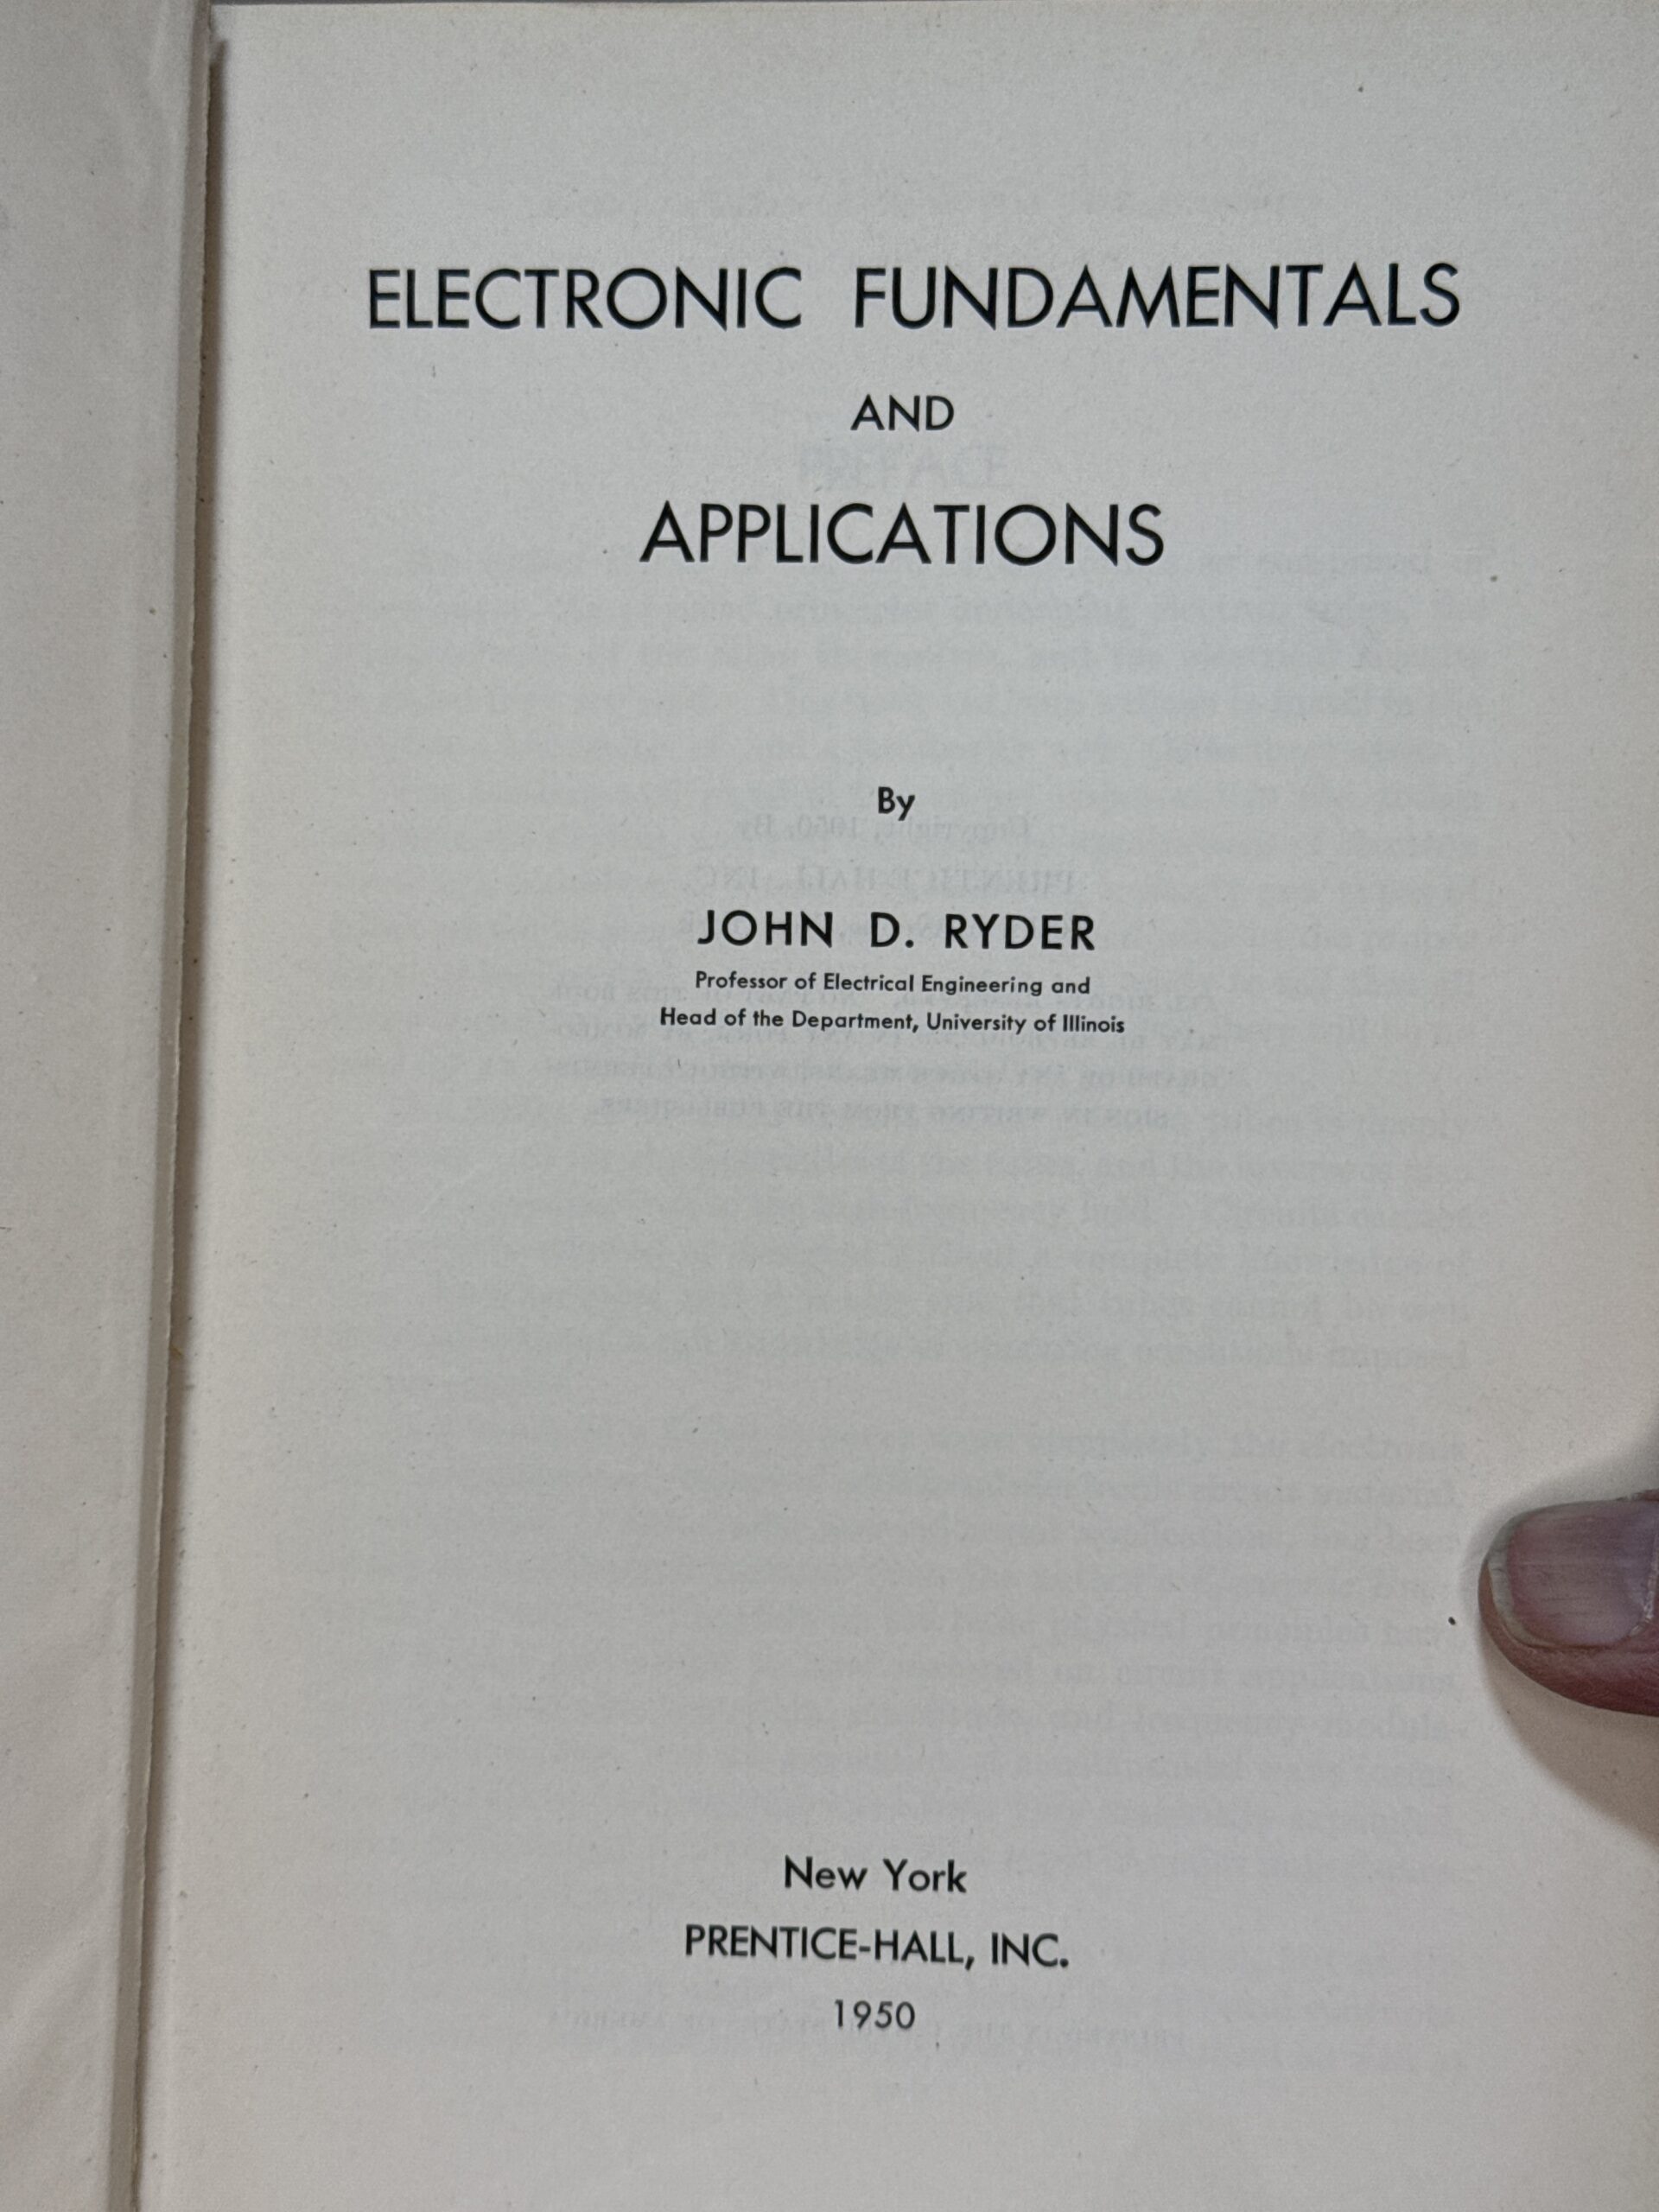 ELECTRONIC FUNDAMENTALS
AND
APPLICATIONS
By
JOHN D. RYDER
Professor of Electrical Engineering and
Head of the Department, University of Illinois
New York
PRENTICE-HALL, INC.
1950